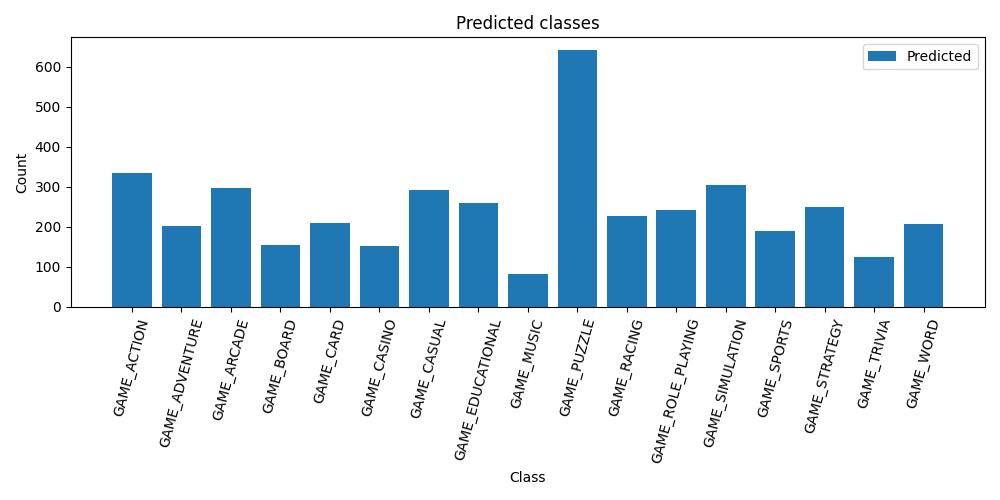 Predicted classes
Predicted
Count
600
500
400
300
200
100
0
GAME_ACTION
GAME_ADVENTURE
GAME_ARCADE
GAME_BOARD
GAME_CARD
GAME_CASINO
GAME_CASUAL
GAME_EDUCATIONAL
GAME_MUSIC
GAME_PUZZLE
GAME_RACING
GAME_ROLE_PLAYING
GAME_SIMULATION
GAME_SPORTS
GAME_STRATEGY
GAME_TRIVIA
GAME_WORD
Class